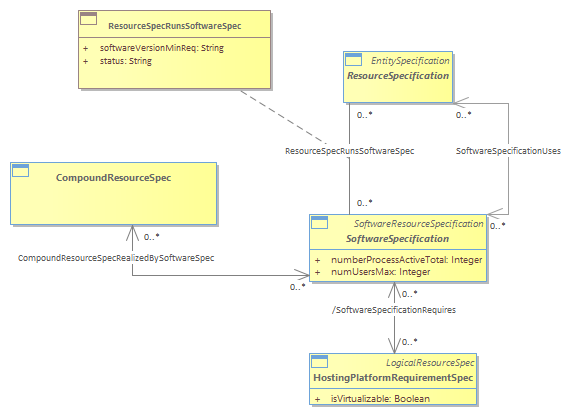 ResourceSpecRunsSoftwareSpec
+ softwareVersionMinReq: String
+ status: String
EntitySpecification
ResourceSpecification
0..*
0..*
ResourceSpecRunsSoftwareSpec
SoftwareSpecificationUses
CompoundResourceSpec
0..*
SoftwareResourceSpecification
SoftwareSpecification
0..*
0..*
CompoundResourceSpecRealizedBySoftwareSpec
+ numberProcessActiveTotal: Integer
+ numUsersMax: Integer
0..*
0..*
/SoftwareSpecificationRequires
0..*
LogicalResourceSpec
HostingPlatformRequirementSpec
+ isVirtualizable: Boolean